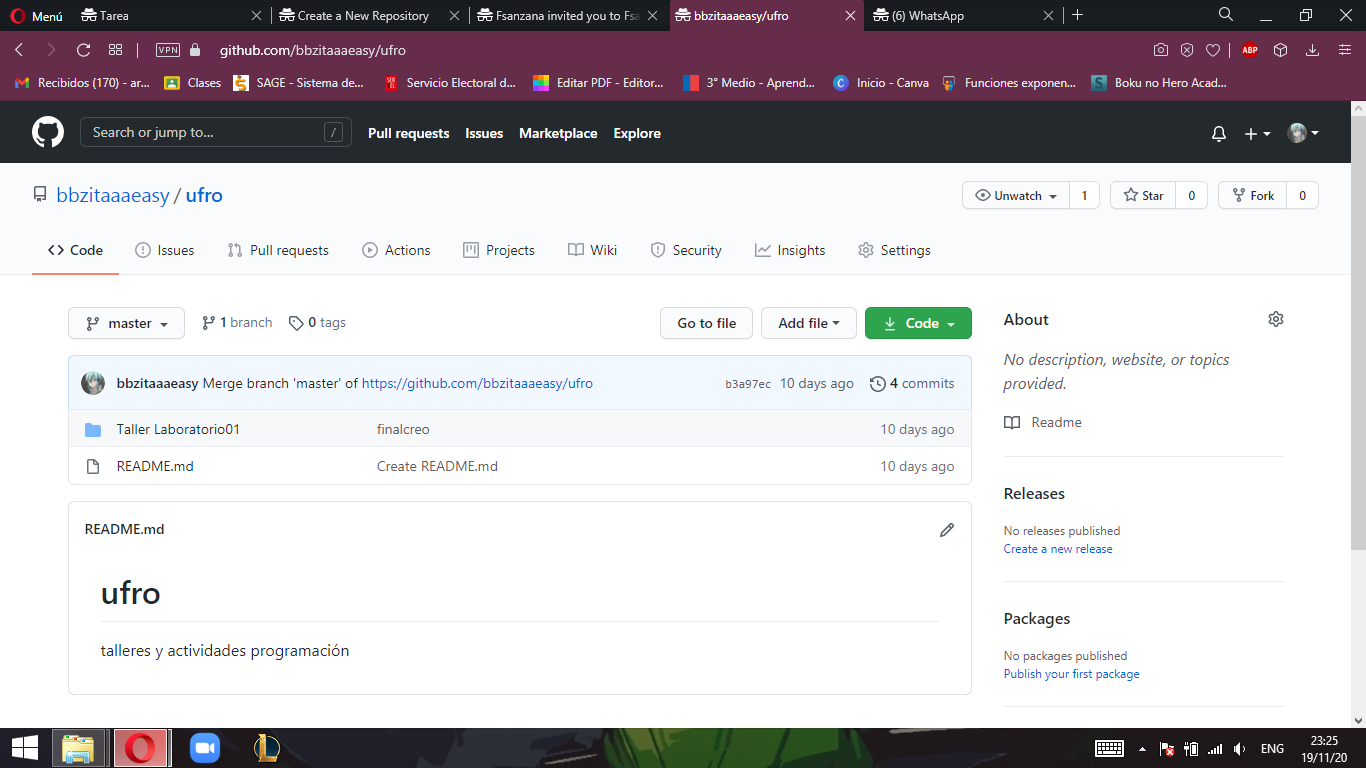 Menú
Tarea
Create a New Repository
Fsanzana invited you to Fsa
bbzitaaaeasy/ufro
(6) WhatsApp
VPN
github.com/bbzitaaaeasy/ufro
ABP
Recibidos (170) - ar...
Clases
SAGE - Sistema de...
Servicio Electoral d...
Editar PDF - Editor...
3° Medio - Aprend...
Inicio - Canva
Funciones exponen...
Boku no Hero Acad...
Search or jump to...
/
Pull requests
Issues
Marketplace
Explore
bbzitaaaeasy / ufro
Unwatch 1
Star 0
Fork 0
Code
Issues
Pull requests
Actions
Projects
Wiki
Security
Insights
Settings
master
1 branch
0 tags
Go to file
Add file
Code
bbzitaaaeasy Merge branch 'master' of https://github.com/bbzitaaaeasy/ufro
b3a97ec 10 days ago
4 commits
Taller Laboratorio01 finalcreo 10 days ago
README.md Create README.md 10 days ago
README.md
ufro
talleres y actividades programación
About
No description, website, or topics
provided.
Readme
Releases
No releases published
Create a new release
Packages
No packages published
Publish your first package
ENG
23:25
19/11/20